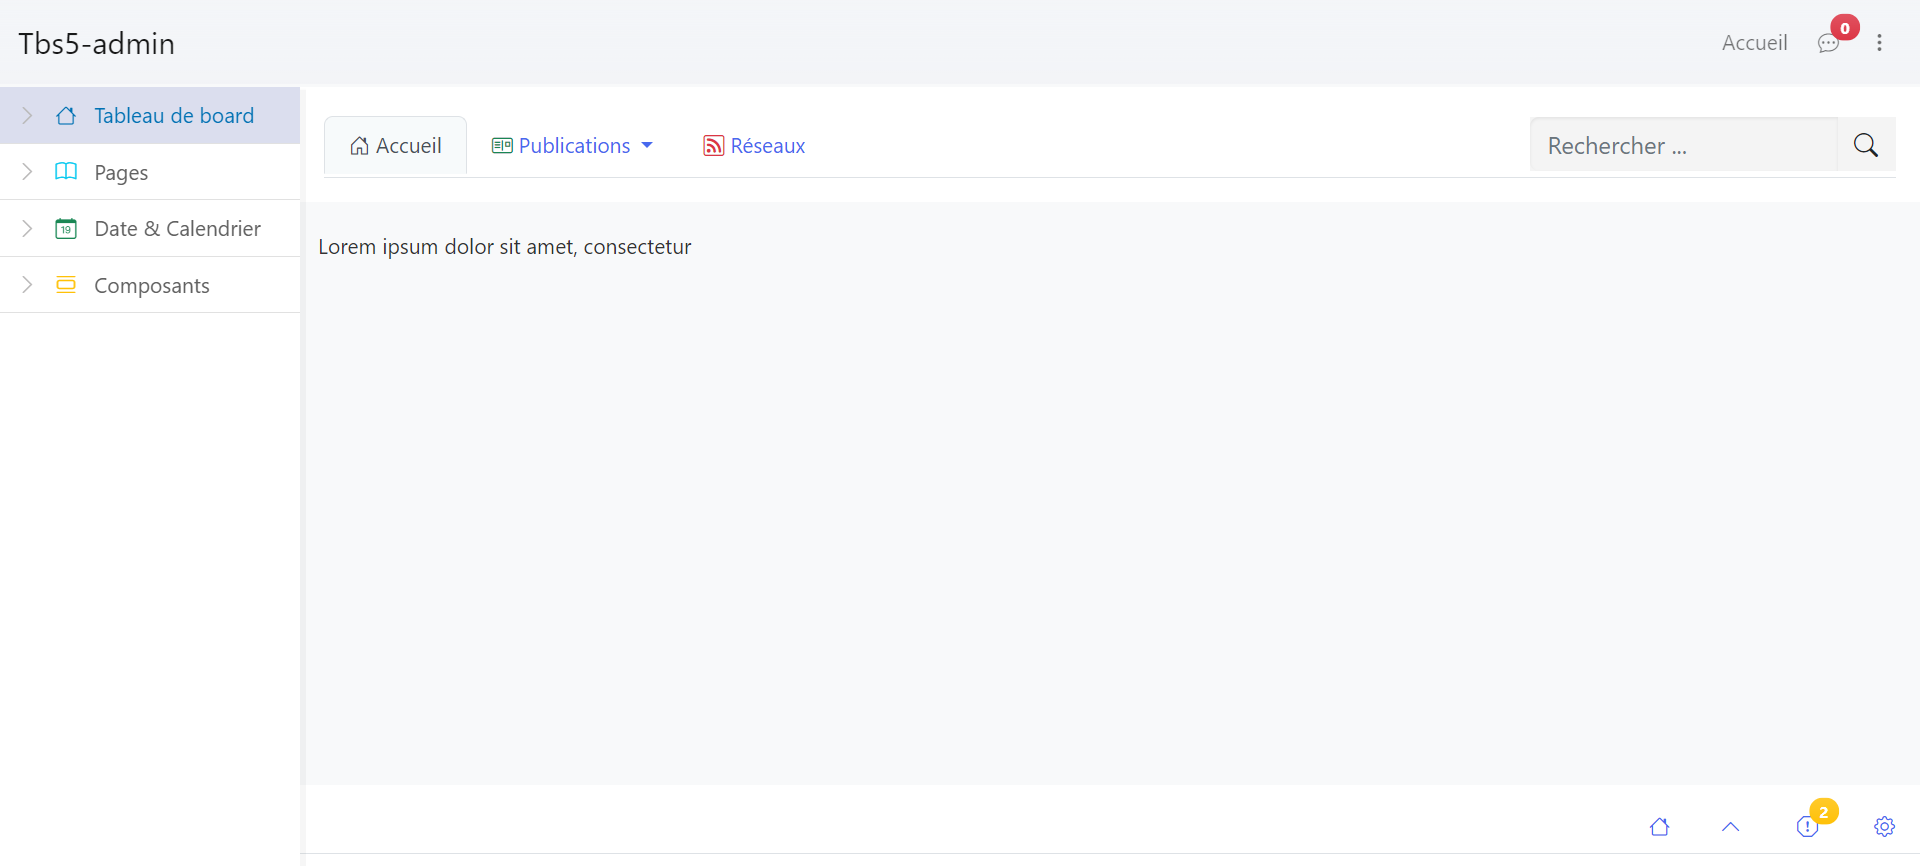 Tbs5-admin
Accueil
0
Tableau de board
Pages
19
Date & Calendrier
Composants
Accueil
Publications
Réseaux
Rechercher ...
Lorem ipsum dolor sit amet, consectetur
2